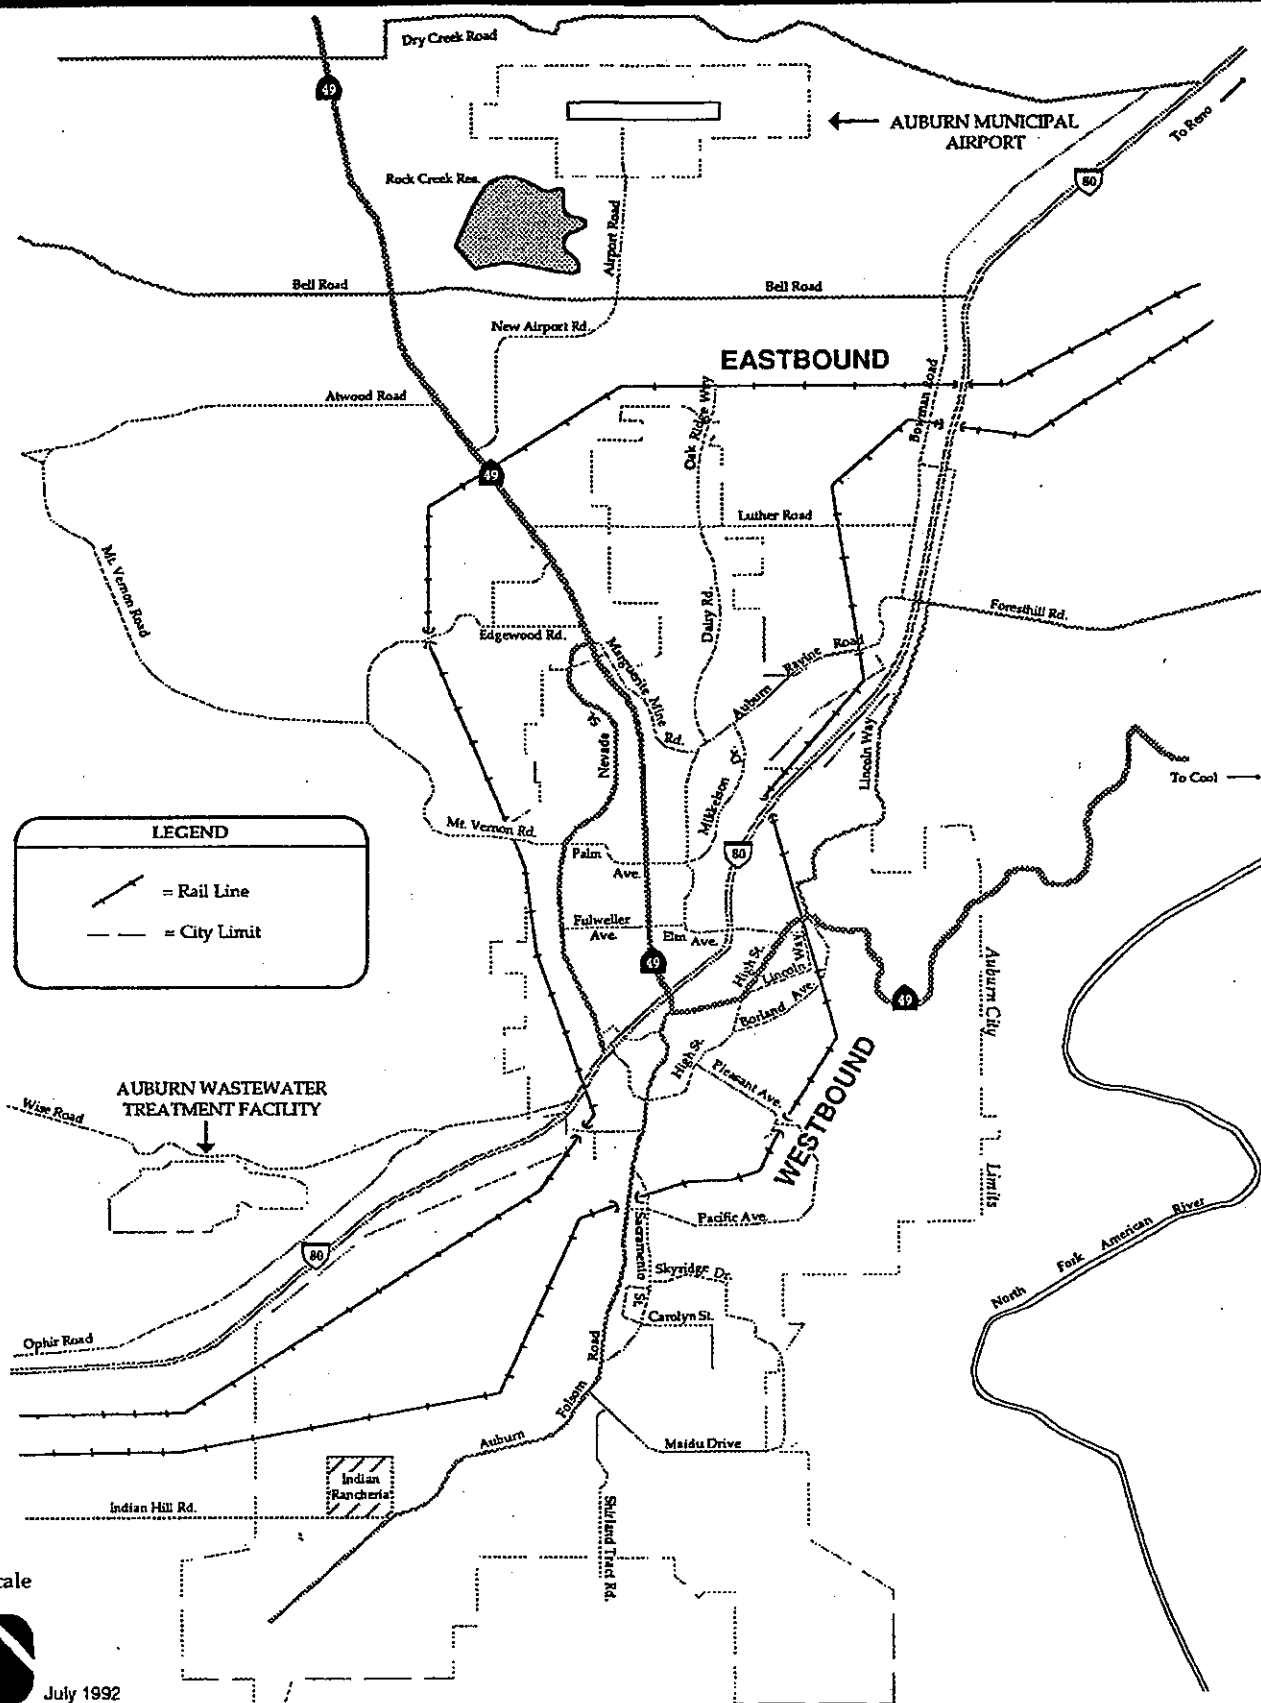 Dry Creek Road
49
AUBURN MUNICIPAL
AIRPORT
To Reno
80
Rock Creek Res.
Airport Road
Bell Road
Bell Road
New Airport Rd.
EASTBOUND
Atwood Road
Oak Ridge Way
Bowman Road
49
Luther Road
Mt. Vernon Road
Dairy Rd.
Foresthill Rd.
Edgewood Rd.
Marguerite Mine
Rd.
Auburn Ravine Road
Nevada
St.
Mikkelson
Dr.
Lincoln Way
To Cool
LEGEND
= Rail Line
= City Limit
Mt. Vernon Rd.
Palm
Ave.
80
Fulweller
Ave.
Elm Ave.
49
High St.
Lincoln
Way
Borland Ave.
49
Auburn City
Limits
High St.
Pleasant Ave.
WESTBOUND
AUBURN WASTEWATER
TREATMENT FACILITY
Wise Road
Pacific Ave.
Sacramento St.
80
Skyridge Dr.
Carolyn St.
North Fork American River
Ophir Road
Auburn Folsom Road
Maidu Drive
Indian
Rancheria
Indian Hill Rd.
Shirland Tract Rd.
cale
July 1992